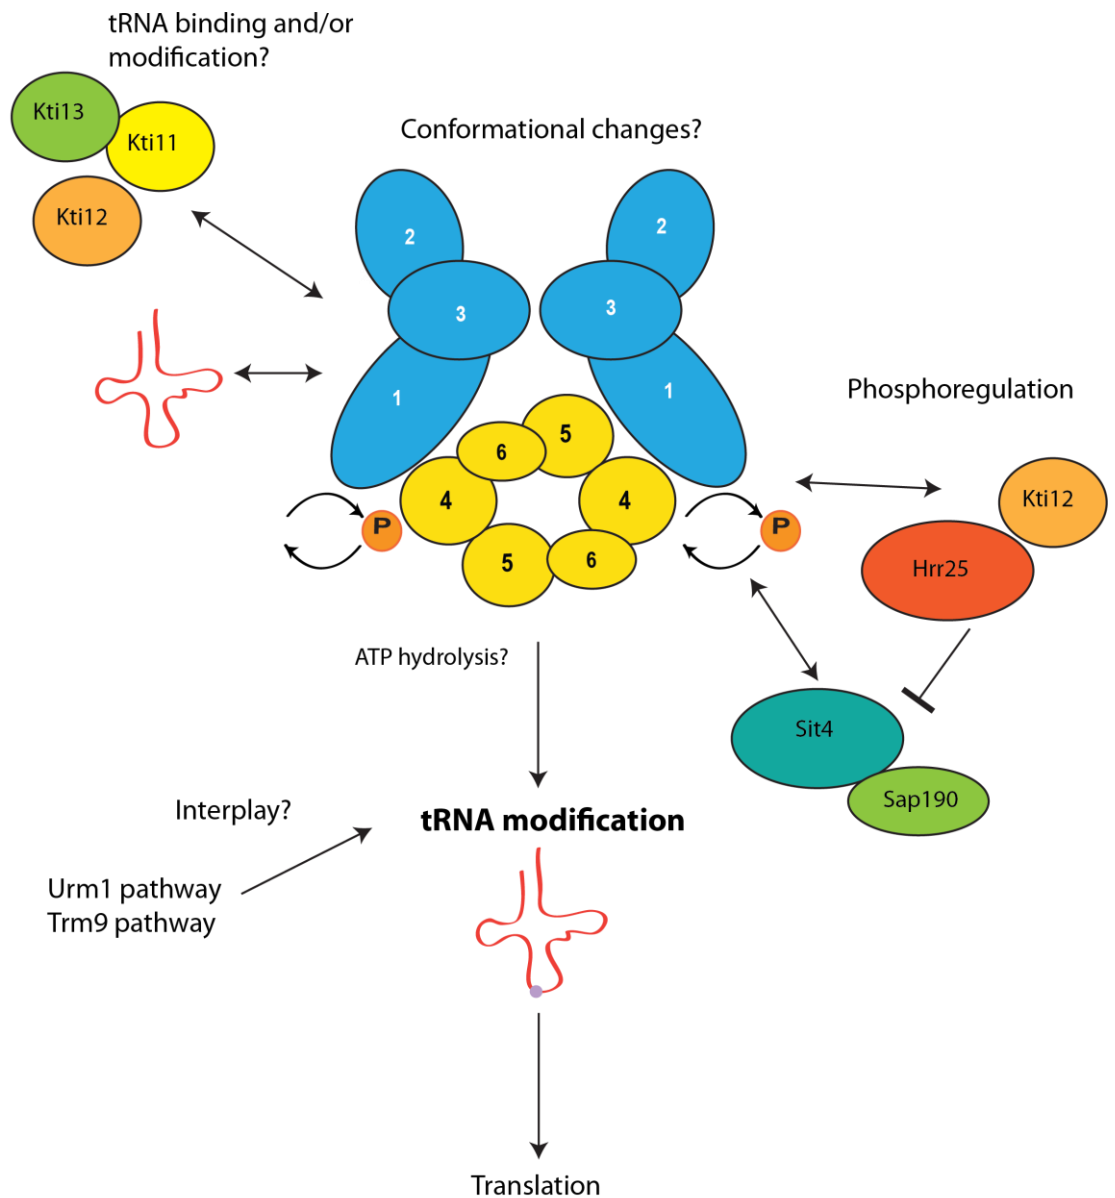 tRNA binding and/or
modification?
Kti13
Kti11
Kti12
Conformational changes?
2
2
3
3
1
1
Phosphoregulation
5
6
4
4
5
6
P
P
Kti12
Hrr25
ATP hydrolysis?
Sit4
Sap190
Interplay?
tRNA modification
Urm1 pathway
Trm9 pathway
Translation